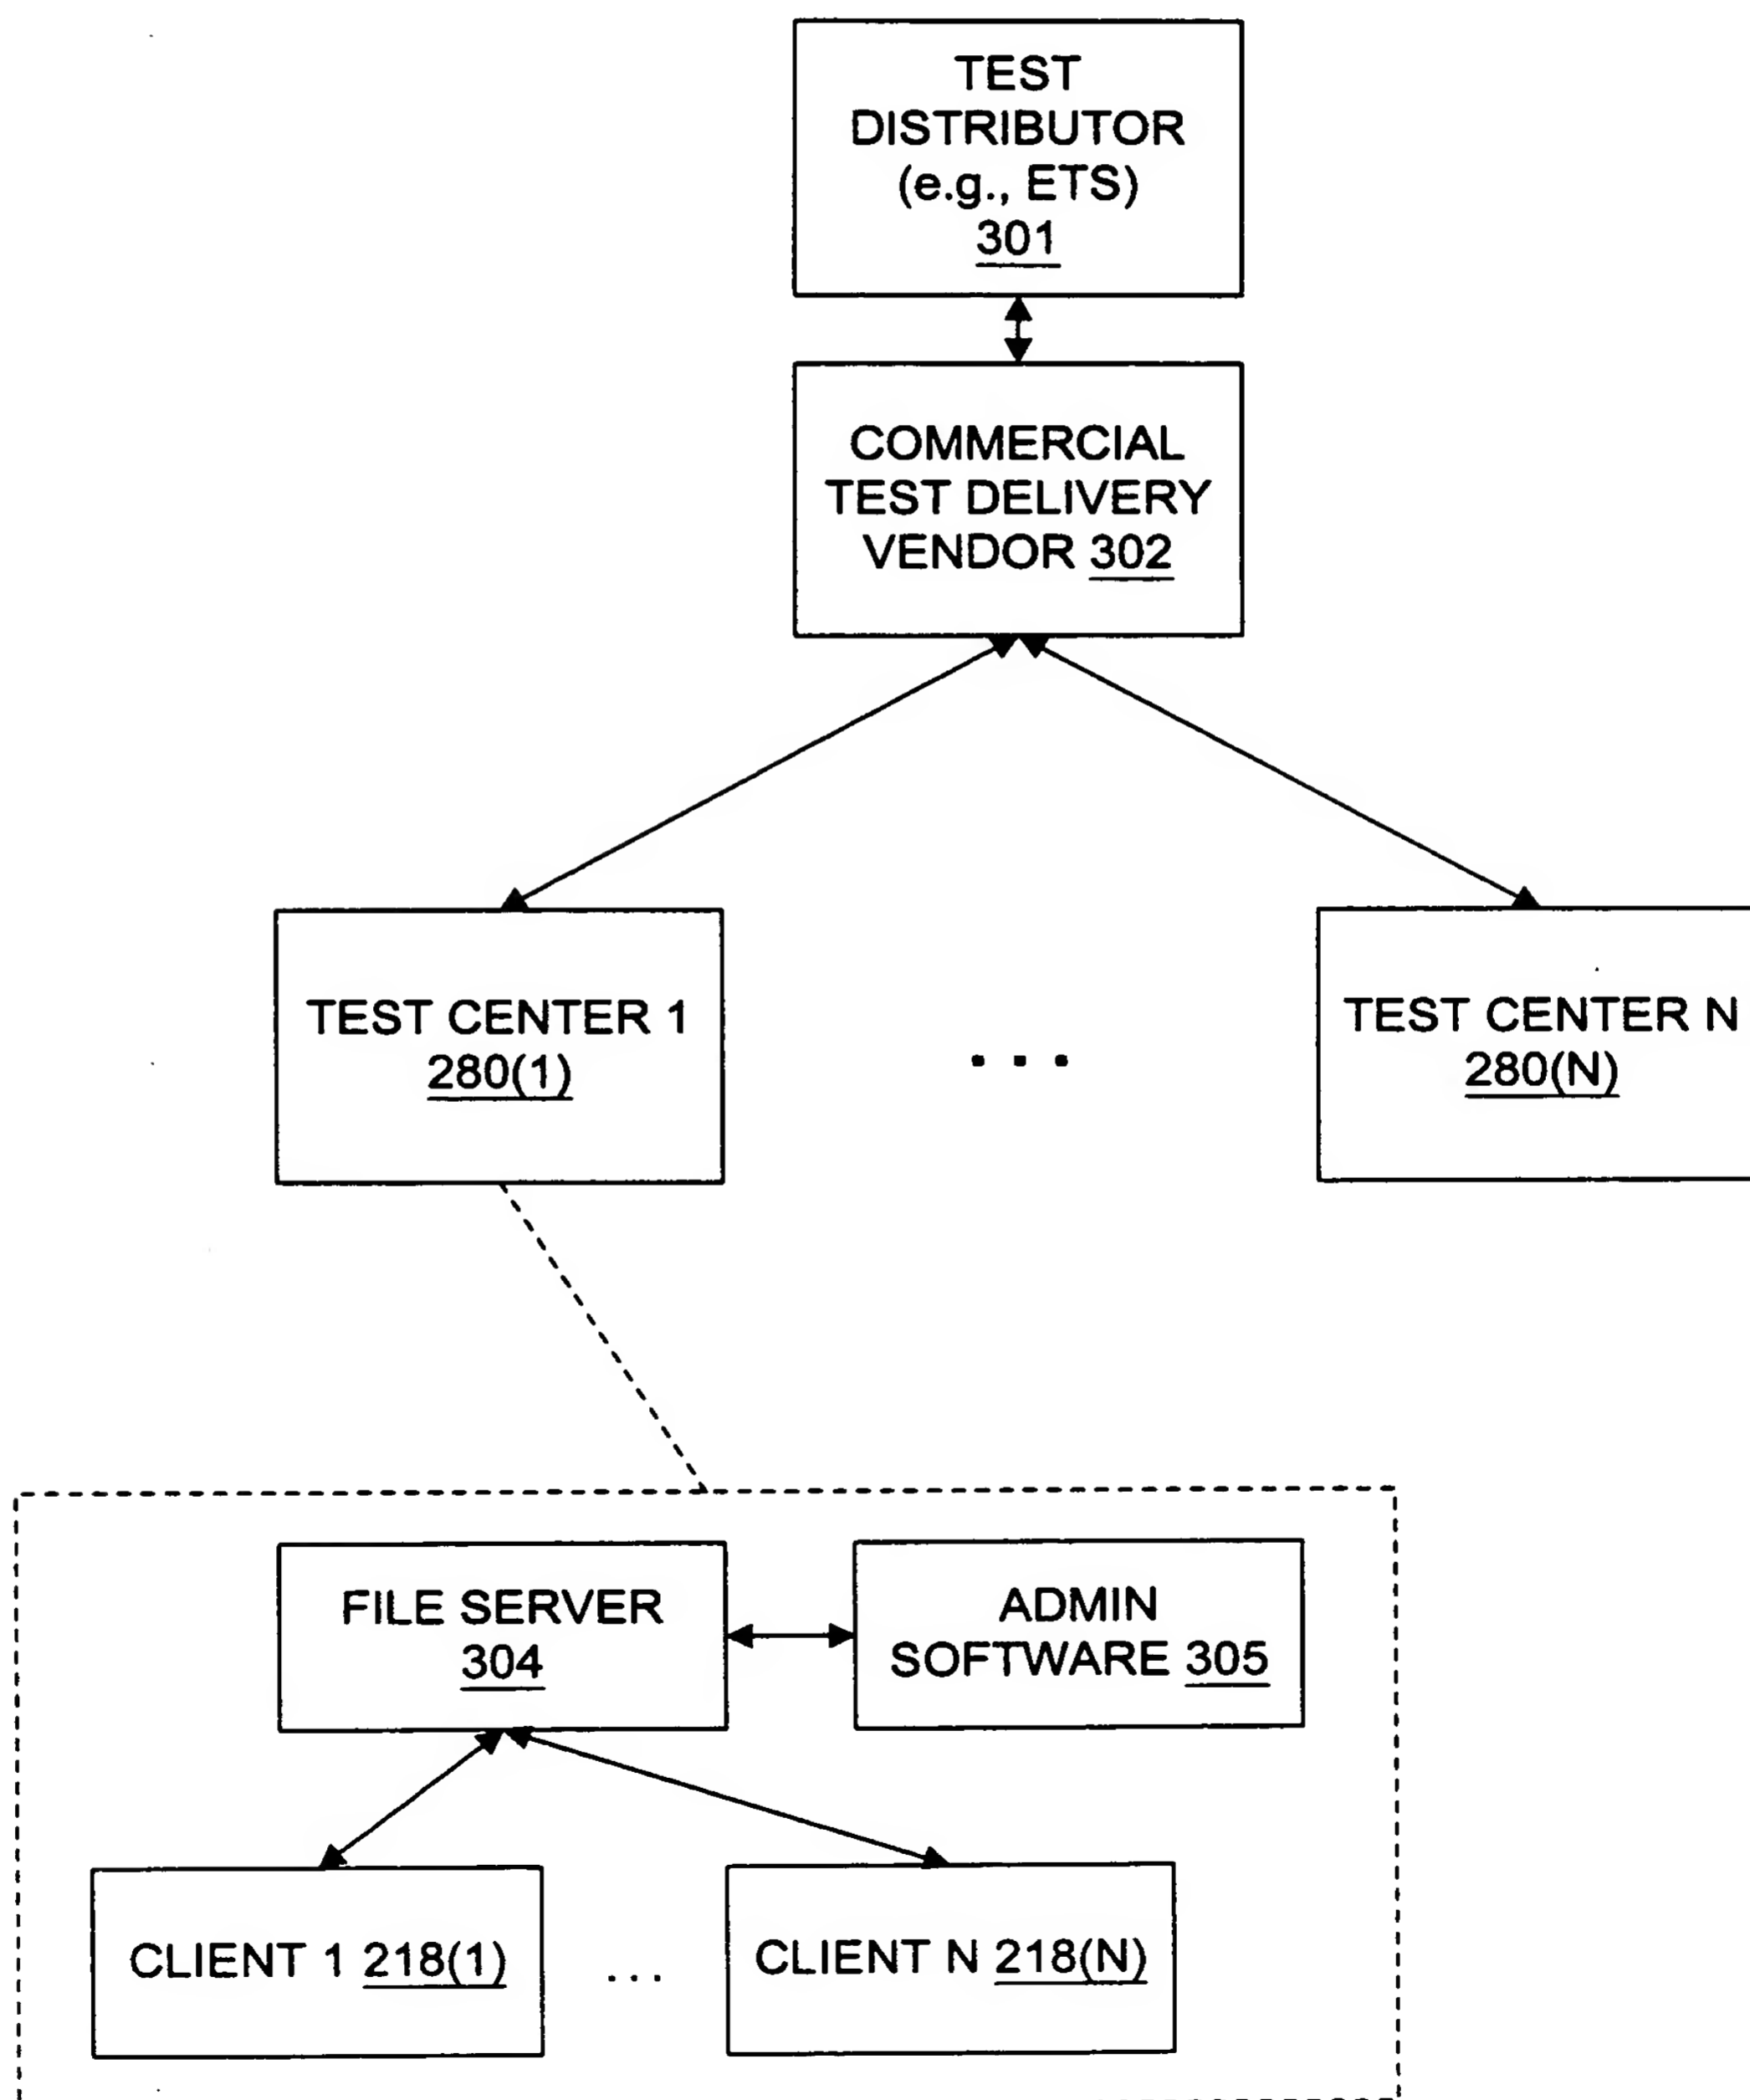 TEST
DISTRIBUTOR
(e.g., ETS)
301
COMMERCIAL
TEST DELIVERY
VENDOR 302
TEST CENTER 1
280(1)
. . .
TEST CENTER N
280(N)
FILE SERVER
304
ADMIN
SOFTWARE 305
CLIENT 1 218(1)
...
CLIENT N 218(N)